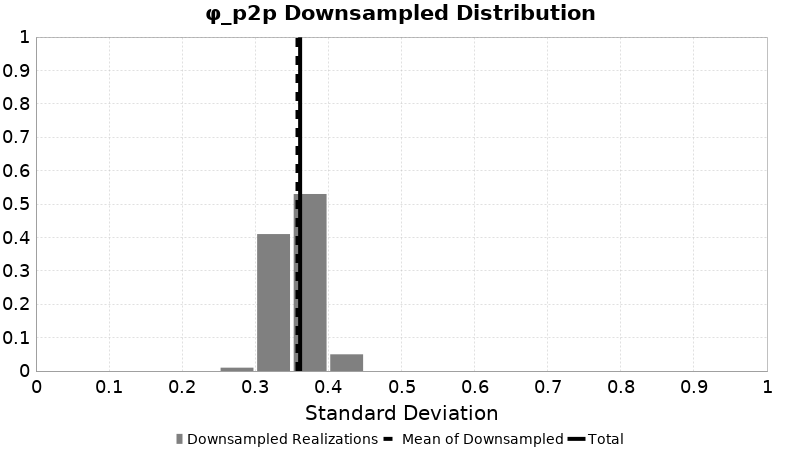 φ_p2p Downsampled Distribution
1
0.9
0.8
0.7
0.6
0.5
0.4
0.3
0.2
0.1
0
0 0.1 0.2 0.3 0.4 0.5 0.6 0.7 0.8 0.9 1
Standard Deviation
Downsampled Realizations Mean of Downsampled Total